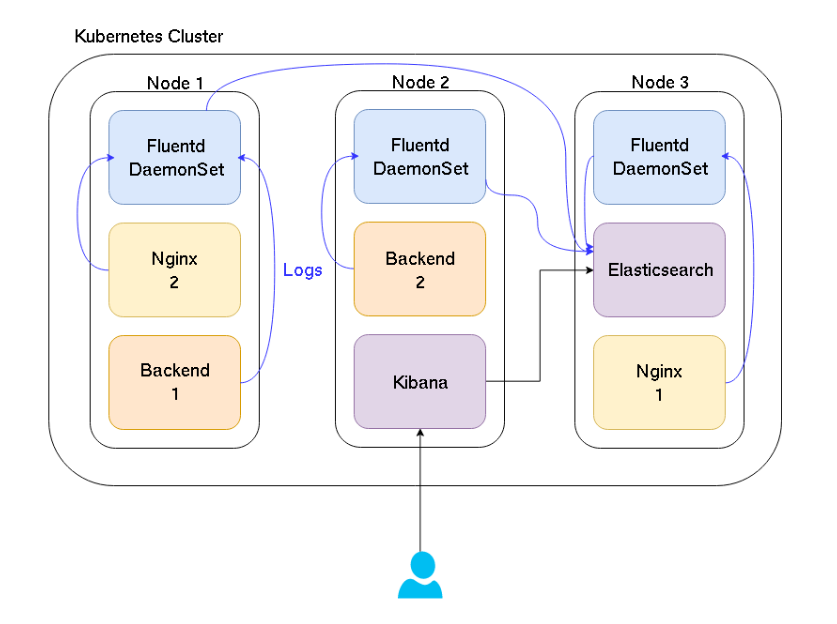 Kubernetes Cluster
Node 1
Fluentd
DaemonSet
Nginx
2
Backend
1
Logs
Node 2
Fluentd
DaemonSet
Backend
2
Kibana
Node 3
Fluentd
DaemonSet
Elasticsearch
Nginx
1